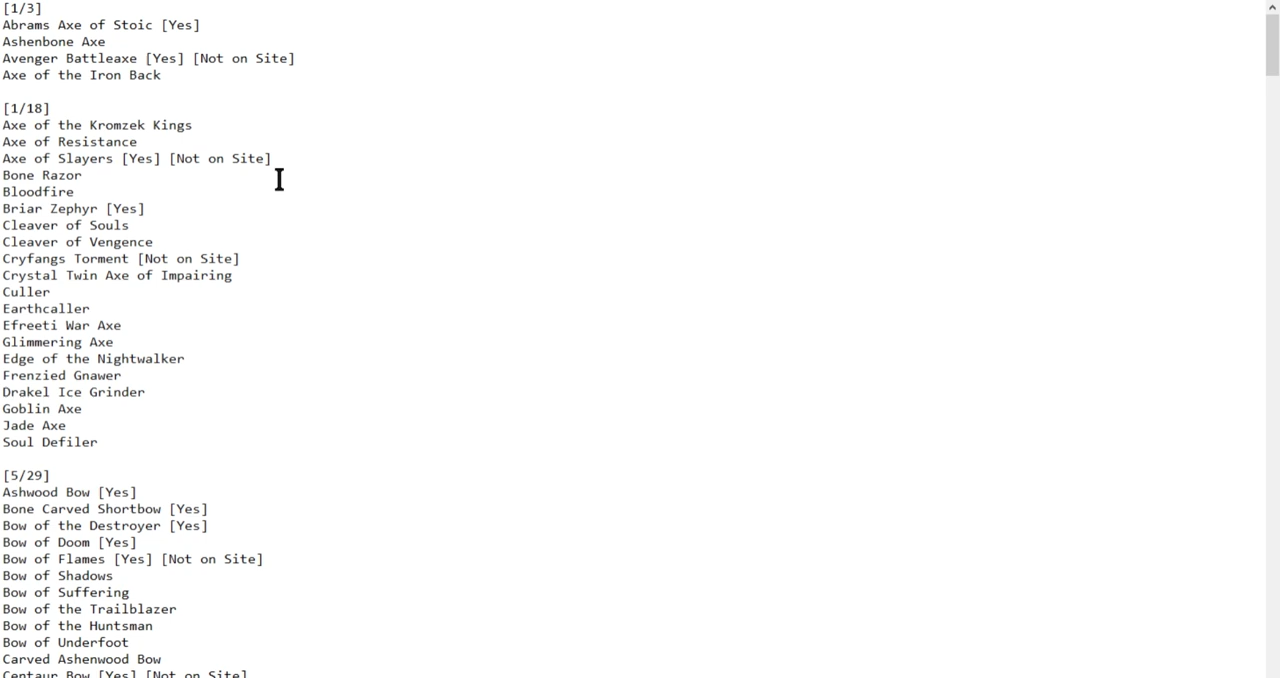 [1/3]
Abrams Axe of Stoic [Yes]
Ashenbone Axe
Avenger Battleaxe [Yes] [Not on Site]
Axe of the Iron Back
[1/18]
Axe of the Kromzek Kings
Axe of Resistance
Axe of Slayers [Yes] [Not on Site]
Bone Razor
Bloodfire
Briar Zephyr [Yes]
Cleaver of Souls
Cleaver of Vengence
Cryfangs Torment [Not on Site]
Crystal Twin Axe of Impairing
Culler
Earthcaller
Efreeti War Axe
Glimmering Axe
Edge of the Nightwalker
Frenzied Gnawer
Drakel Ice Grinder
Goblin Axe
Jade Axe
Soul Defiler
[5/29]
Ashwood Bow [Yes]
Bone Carved Shortbow [Yes]
Bow of the Destroyer [Yes]
Bow of Doom [Yes]
Bow of Flames [Yes] [Not on Site]
Bow of Shadows
Bow of Suffering
Bow of the Trailblazer
Bow of the Huntsman
Bow of Underfoot
Carved Ashenwood Bow
Centaur Bow [Yes] [Not on Site]